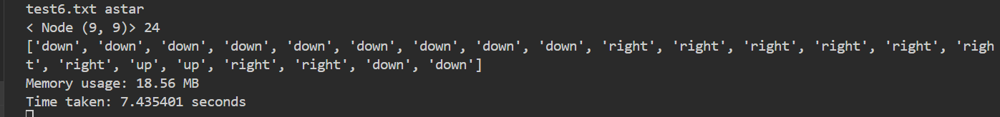 test6.txt astar
< Node (9, 9)> 24
['down', 'down', 'down', 'down', 'down', 'down', 'down', 'down', 'down', 'right', 'right', 'right', 'right', 'right', 'righ
t', 'right', 'up', 'up', 'right', 'right', 'down', 'down']
Memory usage: 18.56 MB
Time taken: 7.435401 seconds